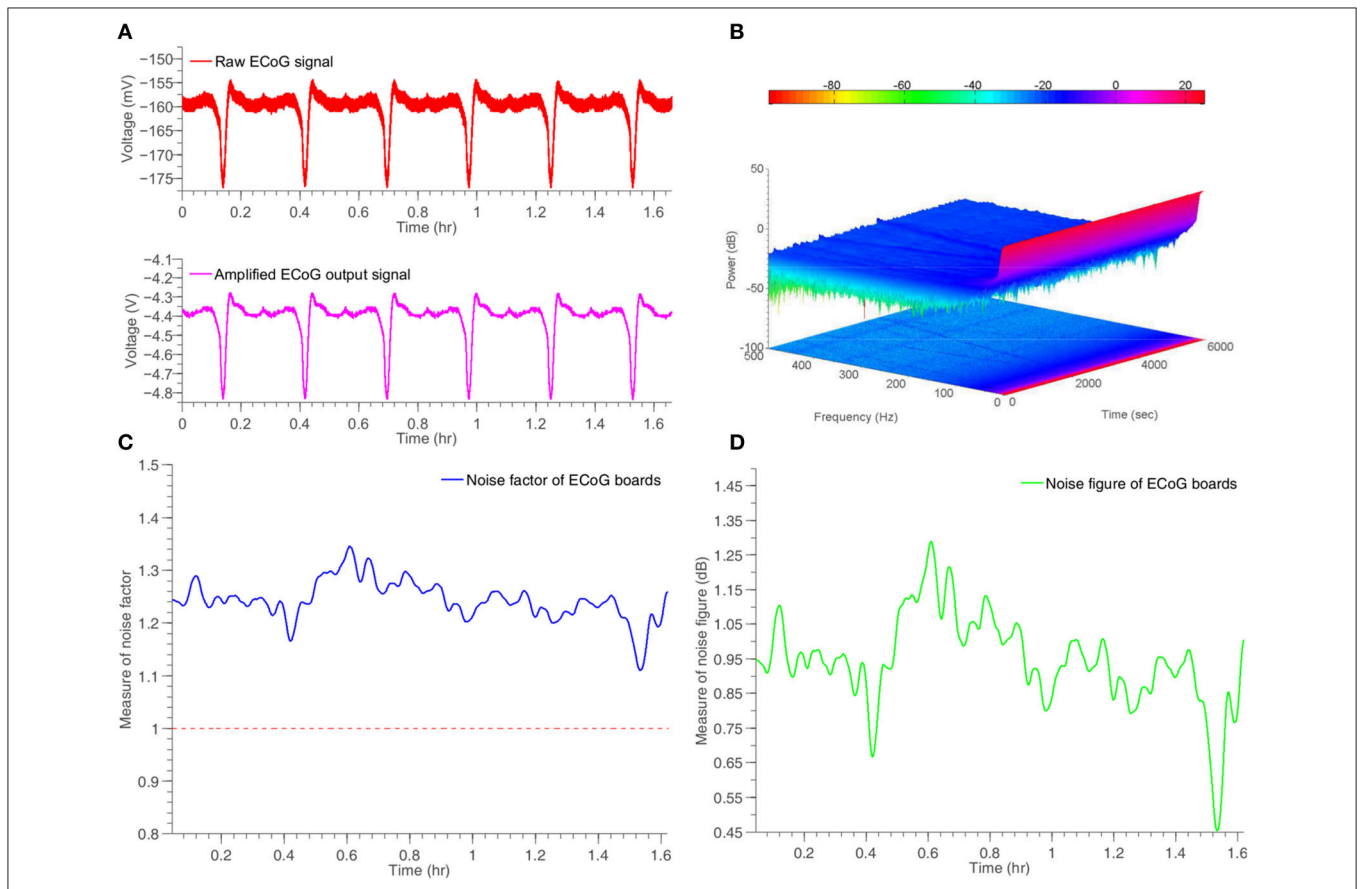 A
Raw ECoG signal
Voltage (mV)
−150
−155
−160
−165
−170
−175
0 0.2 0.4 0.6 0.8 1 1.2 1.4 1.6
Time (hr)
Amplified ECoG output signal
Voltage (V)
−4.1
−4.2
−4.3
−4.4
−4.5
−4.6
−4.7
−4.8
0 0.2 0.4 0.6 0.8 1 1.2 1.4 1.6
Time (hr)
B
−80 −60 −40 −20 0 20
Power (dB)
50
0
−50
−100
500 400 300 200 100 0
Frequency (Hz)
0 2000 4000 6000
Time (sec)
C
Noise factor of ECoG boards
Measure of noise factor
1.5
1.4
1.3
1.2
1.1
1
0.9
0.8
0.2 0.4 0.6 0.8 1 1.2 1.4 1.6
Time (hr)
D
Noise figure of ECoG boards
Measure of noise figure (dB)
1.45
1.35
1.25
1.15
1.05
0.95
0.85
0.75
0.65
0.55
0.45
0.2 0.4 0.6 0.8 1 1.2 1.4 1.6
Time (hr)